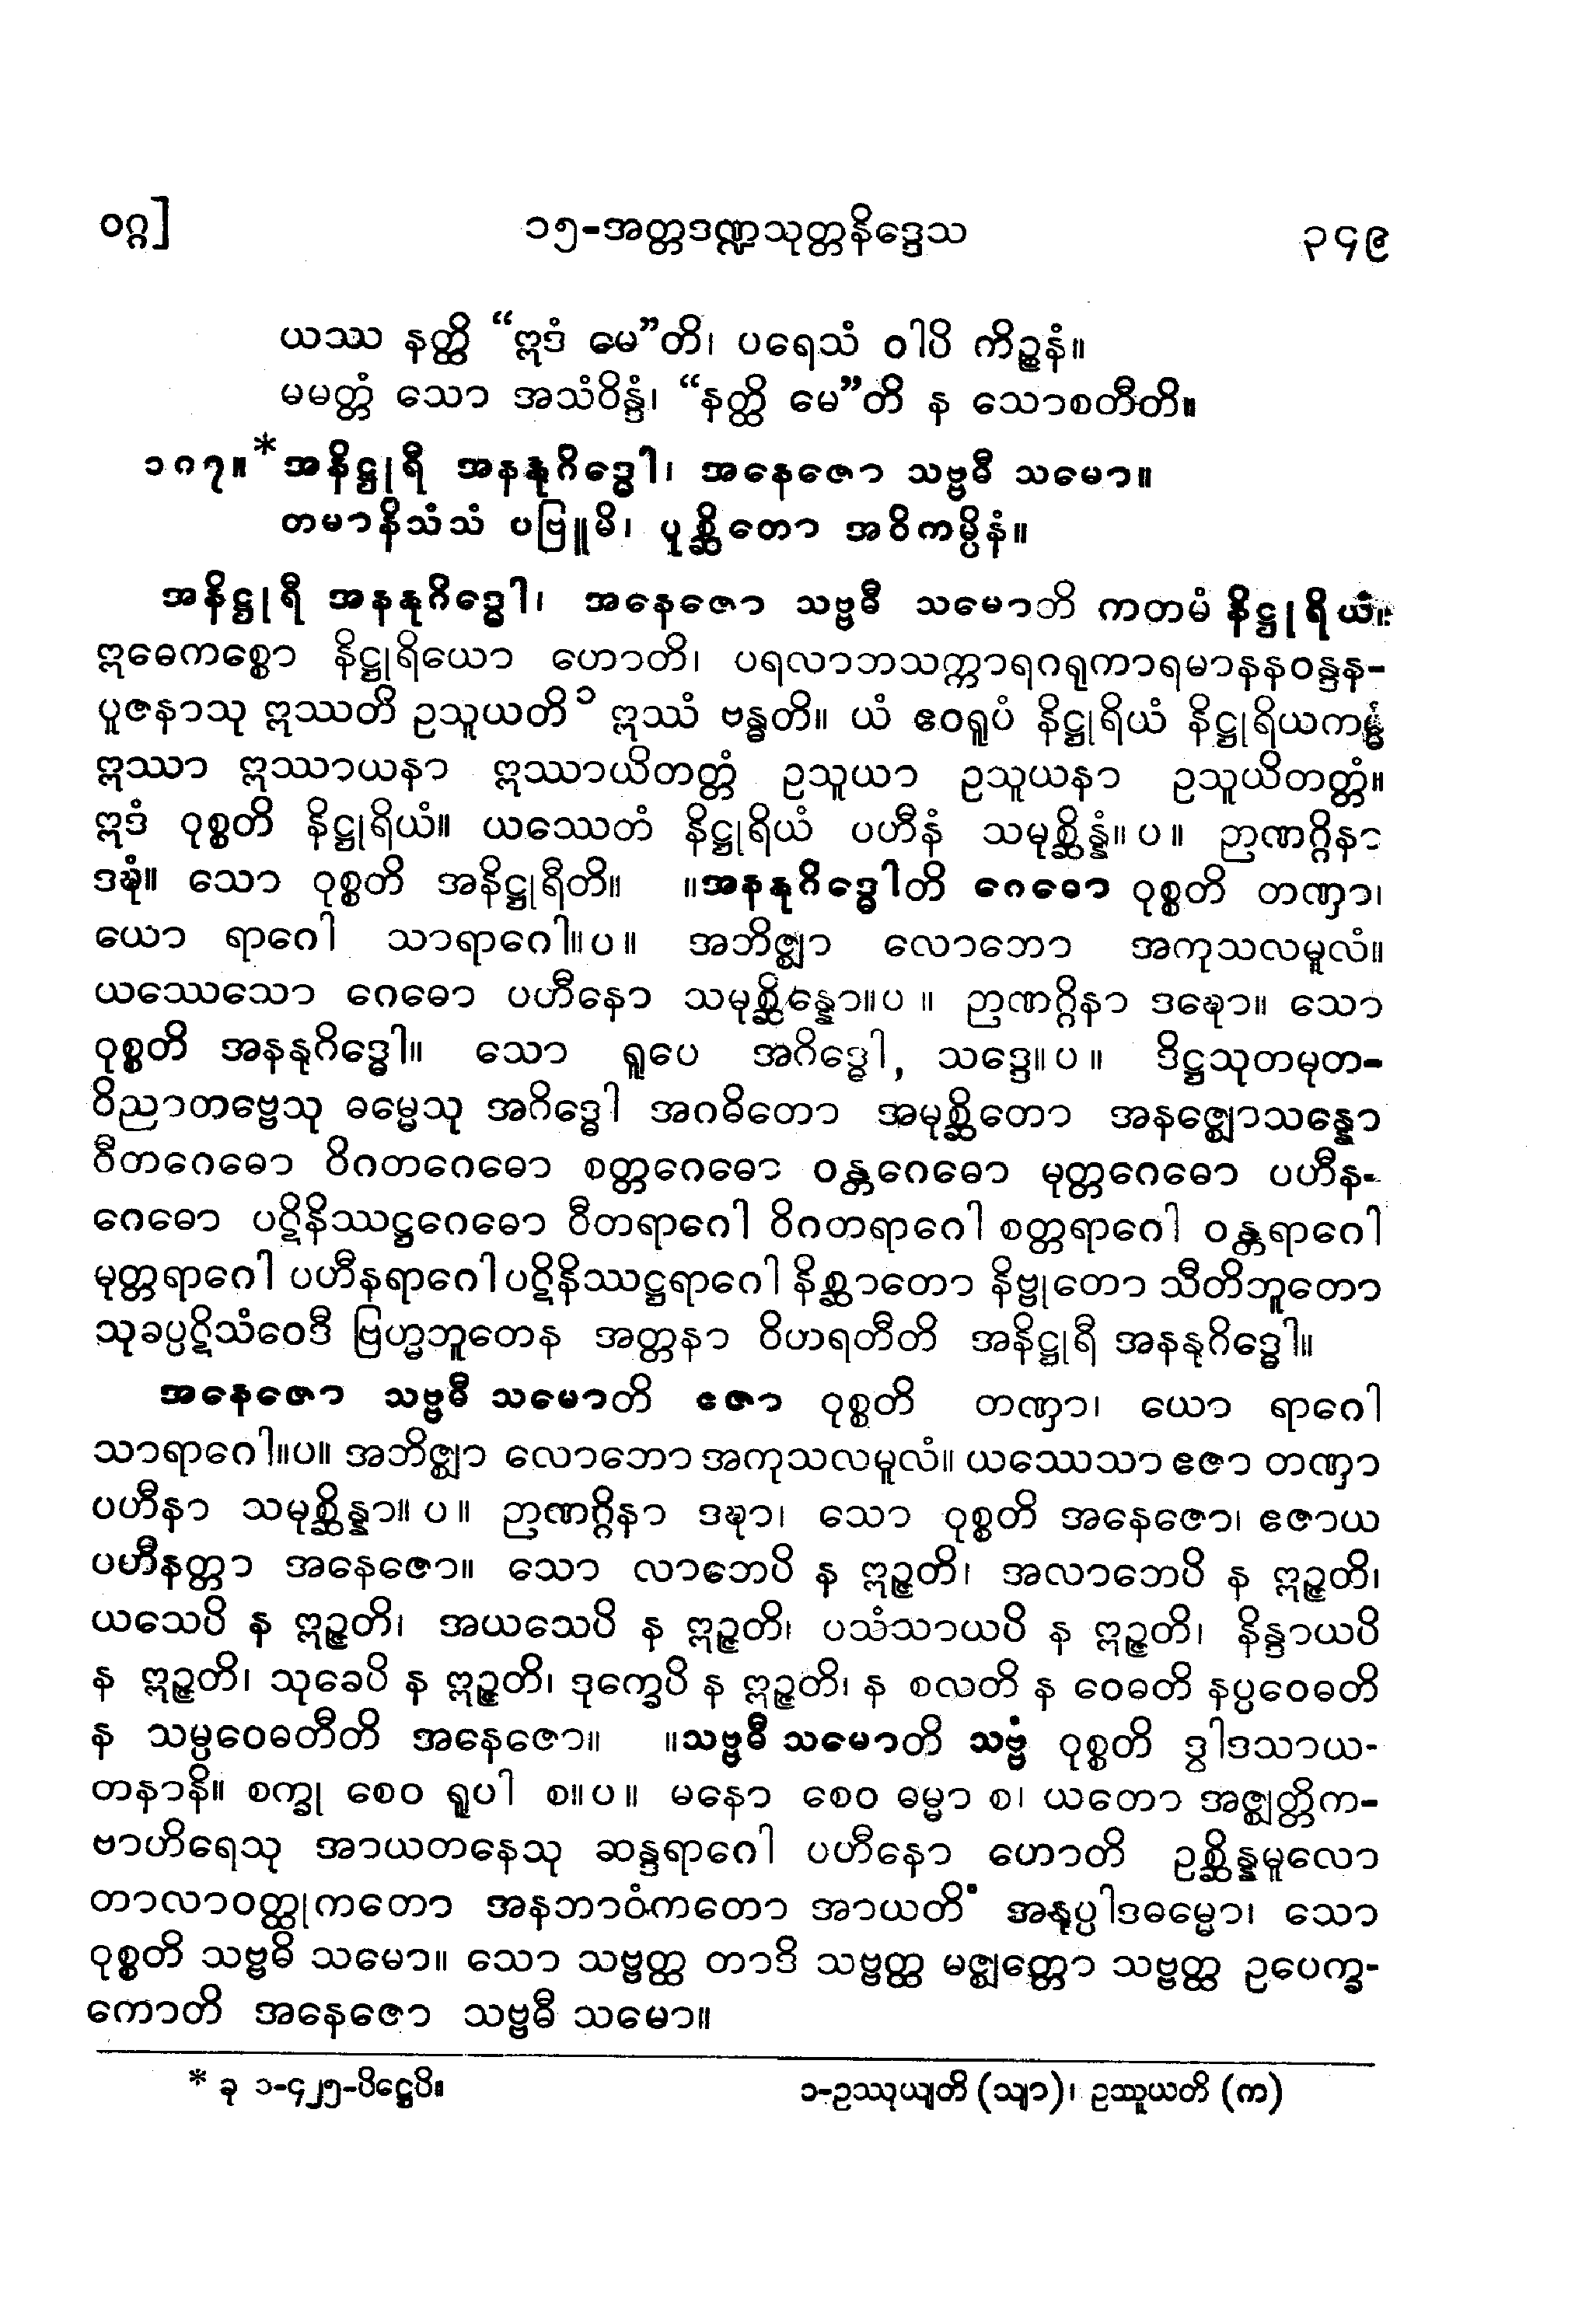 ဝဂ္ဂ]
၁၅-အတ္တဒဏ္ဍသုတ္တနိဒ္ဒေသ
၃၄၉
ယဿ နတ္ထိ “ဣဒံ မေ”တိ၊ ပရေသံ ဝါပိ ကိဉ္စနံ။
မမတ္တံ သော အသံဝိန္ဒံ၊ “နတ္ထိ မေ”တိ န သောစတီတိ။
၁၈၇။ *အနိဋ္ဌုရီ အနနုဂိဒ္ဓေါ၊ အနေဇော သဗ္ဗဓီ သမော။
တမာနိသံသံ ပဗြူမိ၊ ပုစ္ဆိတော အဝိကမ္ပိနံ။
အနိဋ္ဌုရီ အနနုဂိဒ္ဓေါ၊ အနေဇော သဗ္ဗဓီ သမောတိ ကတမံ နိဋ္ဌုရိယံ။
ဣဓေကစ္စော နိဋ္ဌုရိယော ဟောတိ၊ ပရလာဘသက္ကာရဂရုကာရမာနနဝန္ဒန-
ပူဇနာသု ဣဿတိ ဥသူယတိ ၁ ဣဿံ ဗန္ဓတိ။ ယံ ဧဝရူပံ နိဋ္ဌုရိယံ နိဋ္ဌုရိယကမ္မံ
ဣဿာ ဣဿာယနာ ဣဿာယိတတ္တံ ဥသူယာ ဥသူယနာ ဥသူယိတတ္တံ။
ဣဒံ ဝုစ္စတိ နိဋ္ဌုရိယံ။ ယဿေတံ နိဋ္ဌုရိယံ ပဟီနံ သမုစ္ဆိန္နံ။ ပ ။ ဉာဏဂ္ဂိနာ
ဒဍ္ဎံ။ သော ဝုစ္စတိ အနိဋ္ဌုရီတိ။ ။အနနုဂိဒ္ဓေါတိ ဂေဓော ဝုစ္စတိ တဏှာ၊
ယော ရာဂေါ သာရာဂေါ။ ပ ။ အဘိဇ္ဈာ လောဘော အကုသလမူလံ။
ယဿေသော ဂေဓော ပဟီနော သမုစ္ဆိန္နော။ပ ။ ဉာဏဂ္ဂိနာ ဒဍ္ဎော။ သော
ဝုစ္စတိ အနနုဂိဒ္ဓေါ။ သော ရူပေ အဂိဒ္ဓေါ, သဒ္ဒေ။ ပ ။ ဒိဋ္ဌသုတမုတ-
ဝိညာတဗ္ဗေသု ဓမ္မေသု အဂိဒ္ဓေါ အဂဓိတော အမုစ္ဆိတော အနဇ္ဈောသန္နော
ဝီတဂေဓော ဝိဂတဂေဓော စတ္တဂေဓော ဝန္တဂေဓော မုတ္တဂေဓော ပဟီန-
ဂေဓော ပဋိနိဿဋ္ဌဂေဓော ဝီတရာဂေါ ဝိဂတရာဂေါ စတ္တရာဂေါ ဝန္တရာဂေါ
မုတ္တရာဂေါ ပဟီနရာဂေါ ပဋိနိဿဋ္ဌရာဂေါ နိစ္ဆာတော နိဗ္ဗုတော သီတိဘူတော
သုခပ္ပဋိသံဝေဒီ ဗြဟ္မဘူတေန အတ္တနာ ဝိဟရတီတိ အနိဋ္ဌုရီ အနနုဂိဒ္ဓေါ။
အနေဇော သဗ္ဗဓီ သမောတိ ဧဇာ ဝုစ္စတိ တဏှာ၊ ယော ရာဂေါ
သာရာဂေါ။ပ။ အဘိဇ္ဈာ လောဘော အကုသလမူလံ။ ယဿေသာ ဧဇာ တဏှာ
ပဟီနာ သမုစ္ဆိန္နာ။ ပ ။ ဉာဏဂ္ဂိနာ ဒဍ္ဎာ၊ သော ဝုစ္စတိ အနေဇော၊ ဧဇာယ
ပဟီနတ္တာ အနေဇော။ သော လာဘေပိ န ဣဉ္ဇတိ၊ အလာဘေပိ န ဣဉ္ဇတိ၊
ယသေပိ န ဣဉ္ဇတိ၊ အယသေပိ န ဣဉ္ဇတိ၊ ပသံသာယပိ န ဣဉ္ဇတိ၊ နိန္ဒာယပိ
န ဣဉ္ဇတိ၊ သုခေပိ န ဣဉ္ဇတိ၊ ဒုက္ခေပိ န ဣဉ္ဇတိ၊ န စလတိ န ဝေဓတိ နပ္ပဝေဓတိ
န သမ္ပဝေဓတီတိ အနေဇော။ ။သဗ္ဗဓီ သမောတိ သဗ္ဗံ ဝုစ္စတိ ဒွါဒသာယ-
တနာနိ။ စက္ခု စေဝ ရူပါ စ။ ပ ။ မနော စေဝ ဓမ္မာ စ၊ ယတော အဇ္ဈတ္တိက-
ဗာဟိရေသု အာယတနေသု ဆန္ဒရာဂေါ ပဟီနော ဟောတိ ဥစ္ဆိန္နမူလော
တာလာဝတ္ထုကတော အနဘာဝံကတော အာယတိံ အနုပ္ပါဒဓမ္မော၊ သော
ဝုစ္စတိ သဗ္ဗဓိ သမော။ သော သဗ္ဗတ္ထ တာဒိ သဗ္ဗတ္ထ မဇ္ဈတ္တော သဗ္ဗတ္ထ ဥပေက္ခ-
ကောတိ အနေဇော သဗ္ဗဓီ သမော။
* ခု ၁-၄၂၅-ပိဋ္ဌေပိ။
၁-ဥဿုယျတိ (သျာ)၊ ဥဿူယတိ (က)